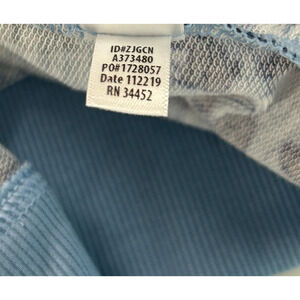 ID#ZJGCN
A373480
PO#1728057
Date 112219
RN 34452